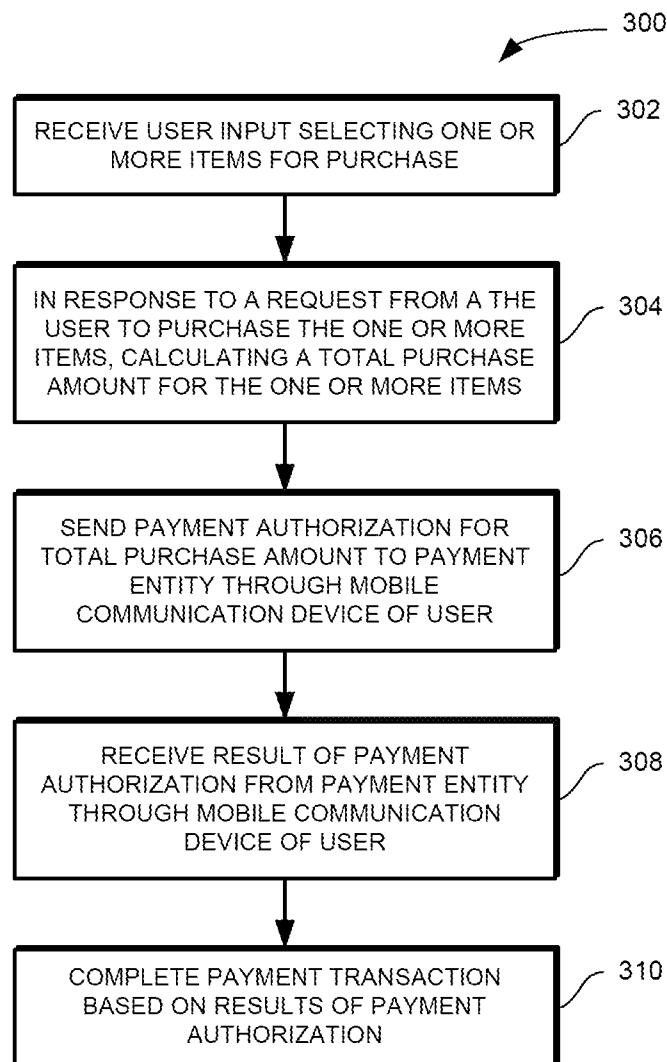 300
302
RECEIVE USER INPUT SELECTING ONE OR
MORE ITEMS FOR PURCHASE
304
IN RESPONSE TO A REQUEST FROM A THE
USER TO PURCHASE THE ONE OR MORE
ITEMS, CALCULATING A TOTAL PURCHASE
AMOUNT FOR THE ONE OR MORE ITEMS
306
SEND PAYMENT AUTHORIZATION FOR
TOTAL PURCHASE AMOUNT TO PAYMENT
ENTITY THROUGH MOBILE
COMMUNICATION DEVICE OF USER
308
RECEIVE RESULT OF PAYMENT
AUTHORIZATION FROM PAYMENT ENTITY
THROUGH MOBILE COMMUNICATION
DEVICE OF USER
310
COMPLETE PAYMENT TRANSACTION
BASED ON RESULTS OF PAYMENT
AUTHORIZATION